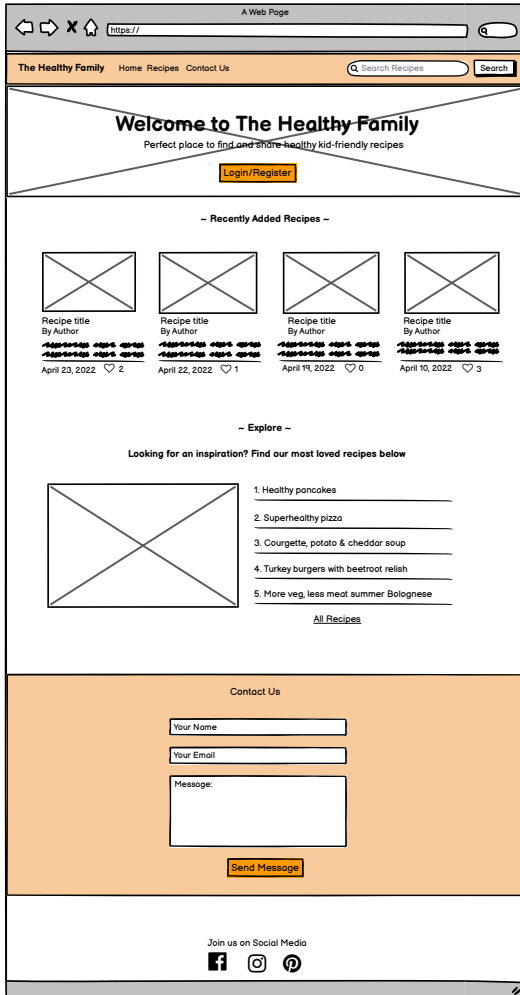 A Web Page
https://
The Healthy Family Home Recipes Contact Us Search Recipes Search
Welcome to The Healthy Family
Perfect place to find and share healthy kid-friendly recipes
Login/Register
~ Recently Added Recipes ~
Recipe title Recipe title Recipe title Recipe title
By Author By Author By Author By Author
April 23, 2022 2 April 22, 2022 1 April 19, 2022 0 April 10, 2022 3
~ Explore ~
Looking for an inspiration? Find our most loved recipes below
1. Healthy pancakes
2. Superhealthy pizza
3. Courgette, potato & cheddar soup
4. Turkey burgers with beetroot relish
5. More veg, less meat summer Bolognese
All Recipes
Contact Us
Your Name
Your Email
Message:
Send Message
Join us on Social Media